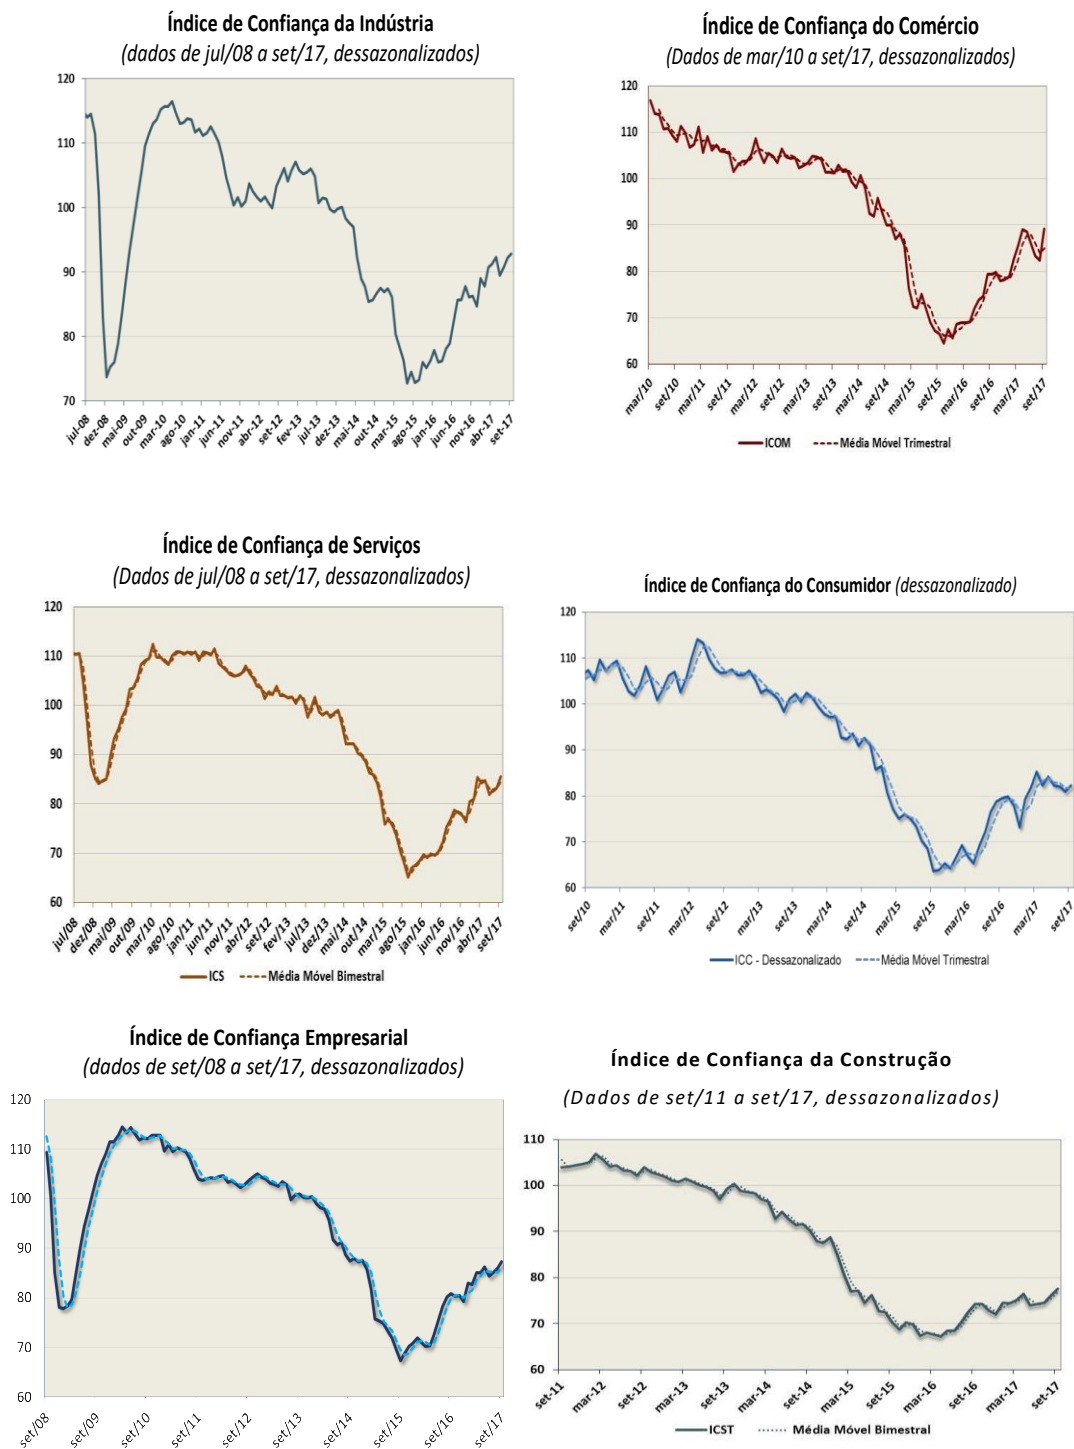 Índice de Confiança da Indústria
(dados de jul/08 a set/17, dessazonalizados)
120
110
100
90
80
70
jul-08
dez-08
mai-09
out-09
mar-10
ago-10
jan-11
jun-11
nov-11
abr-12
set-12
fev-13
jul-13
dez-13
mai-14
out-14
mar-15
ago-15
jan-16
jun-16
nov-16
abr-17
set-17
Índice de Confiança do Comércio
(Dados de mar/10 a set/17, dessazonalizados)
120
110
100
90
80
70
60
mar/10
set/10
mar/11
set/11
mar/12
set/12
mar/13
set/13
mar/14
set/14
mar/15
set/15
mar/16
set/16
mar/17
set/17
ICOM
Média Móvel Trimestral
Índice de Confiança de Serviços
(Dados de jul/08 a set/17, dessazonalizados)
120
110
100
90
80
70
60
jul/08
dez/08
mai/09
out/09
mar/10
ago/10
jan/11
jun/11
nov/11
abr/12
set/12
fev/13
jul/13
dez/13
mai/14
out/14
mar/15
ago/15
jan/16
jun/16
nov/16
abr/17
set/17
ICS
Média Móvel Bimestral
Índice de Confiança do Consumidor (dessazonalizado)
120
110
100
90
80
70
60
set/10
mar/11
set/11
mar/12
set/12
mar/13
set/13
mar/14
set/14
mar/15
set/15
mar/16
set/16
mar/17
set/17
ICC - Dessazonalizado
Média Móvel Trimestral
Índice de Confiança Empresarial
(dados de set/08 a set/17, dessazonalizados)
120
110
100
90
80
70
60
set/08
set/09
set/10
set/11
set/12
set/13
set/14
set/15
set/16
set/17
Índice de Confiança da Construção
(Dados de set/11 a set/17, dessazonalizados)
110
100
90
80
70
60
set-11
mar-12
set-12
mar-13
set-13
mar-14
set-14
mar-15
set-15
mar-16
set-16
mar-17
set-17
ICST
Média Móvel Bimestral